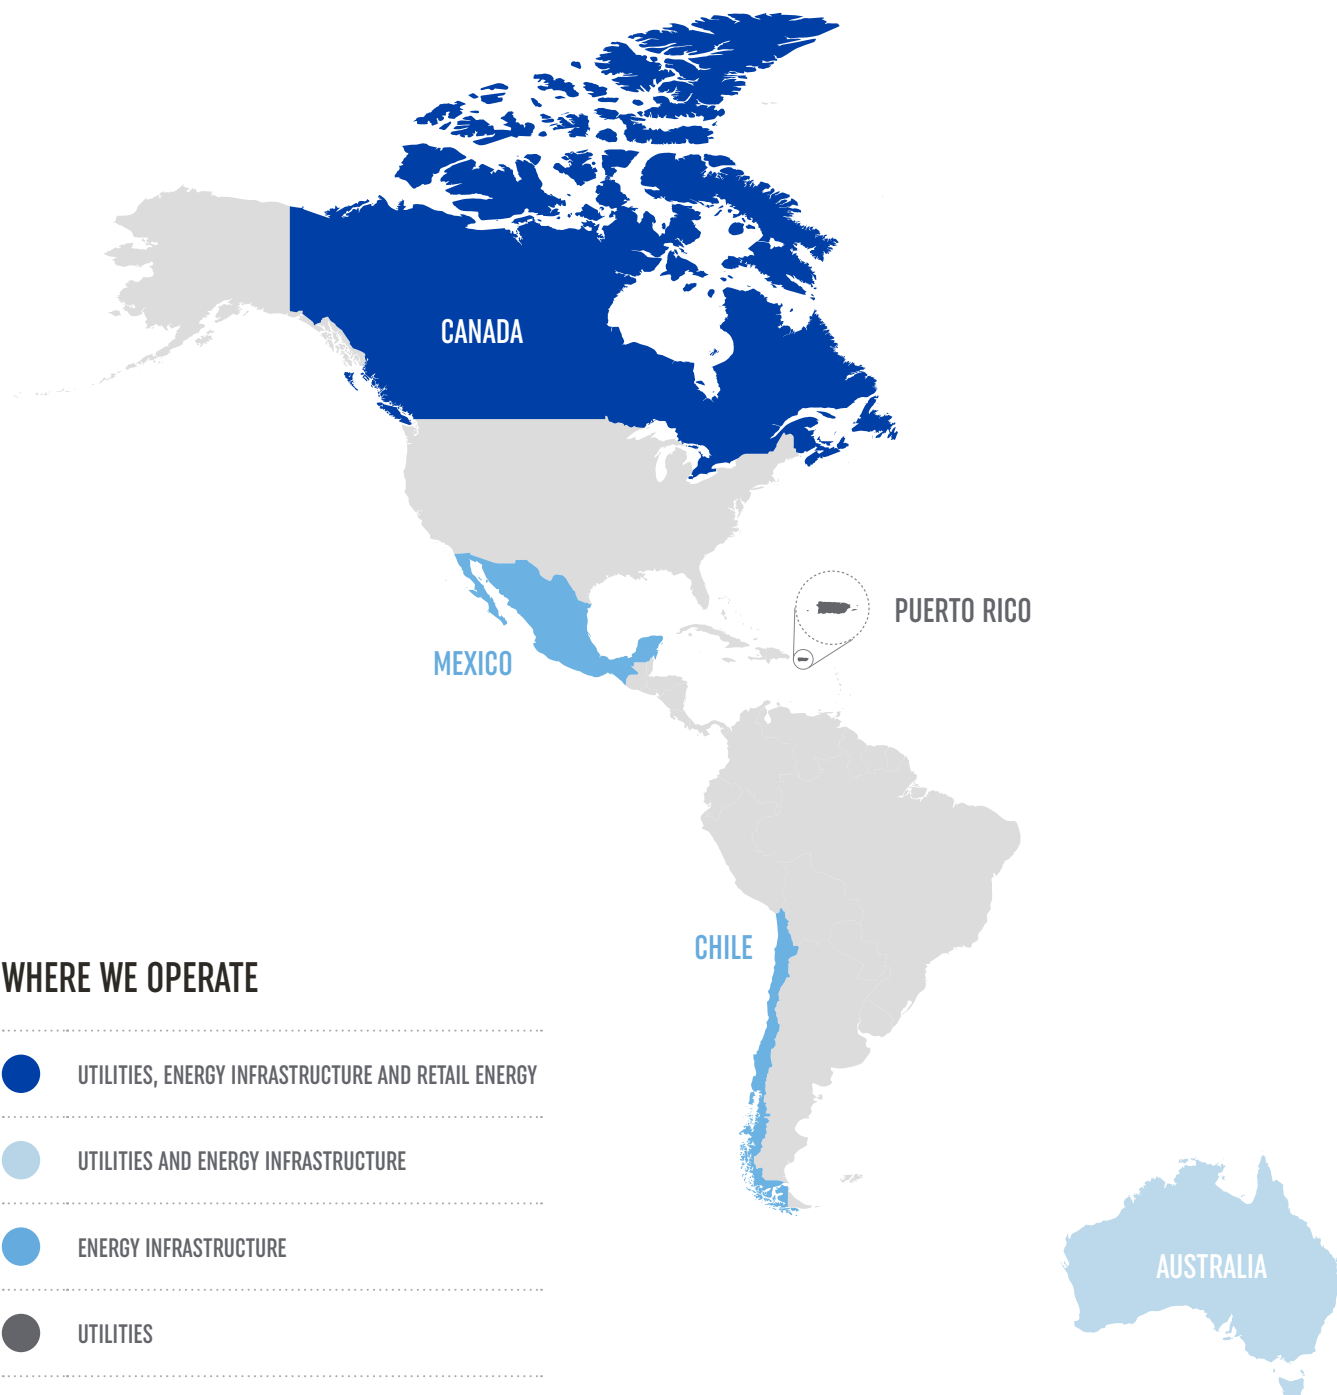 CANADA
PUERTO RICO
MEXICO
CHILE
WHERE WE OPERATE
UTILITIES, ENERGY INFRASTRUCTURE AND RETAIL ENERGY
UTILITIES AND ENERGY INFRASTRUCTURE
ENERGY INFRASTRUCTURE
UTILITIES
AUSTRALIA